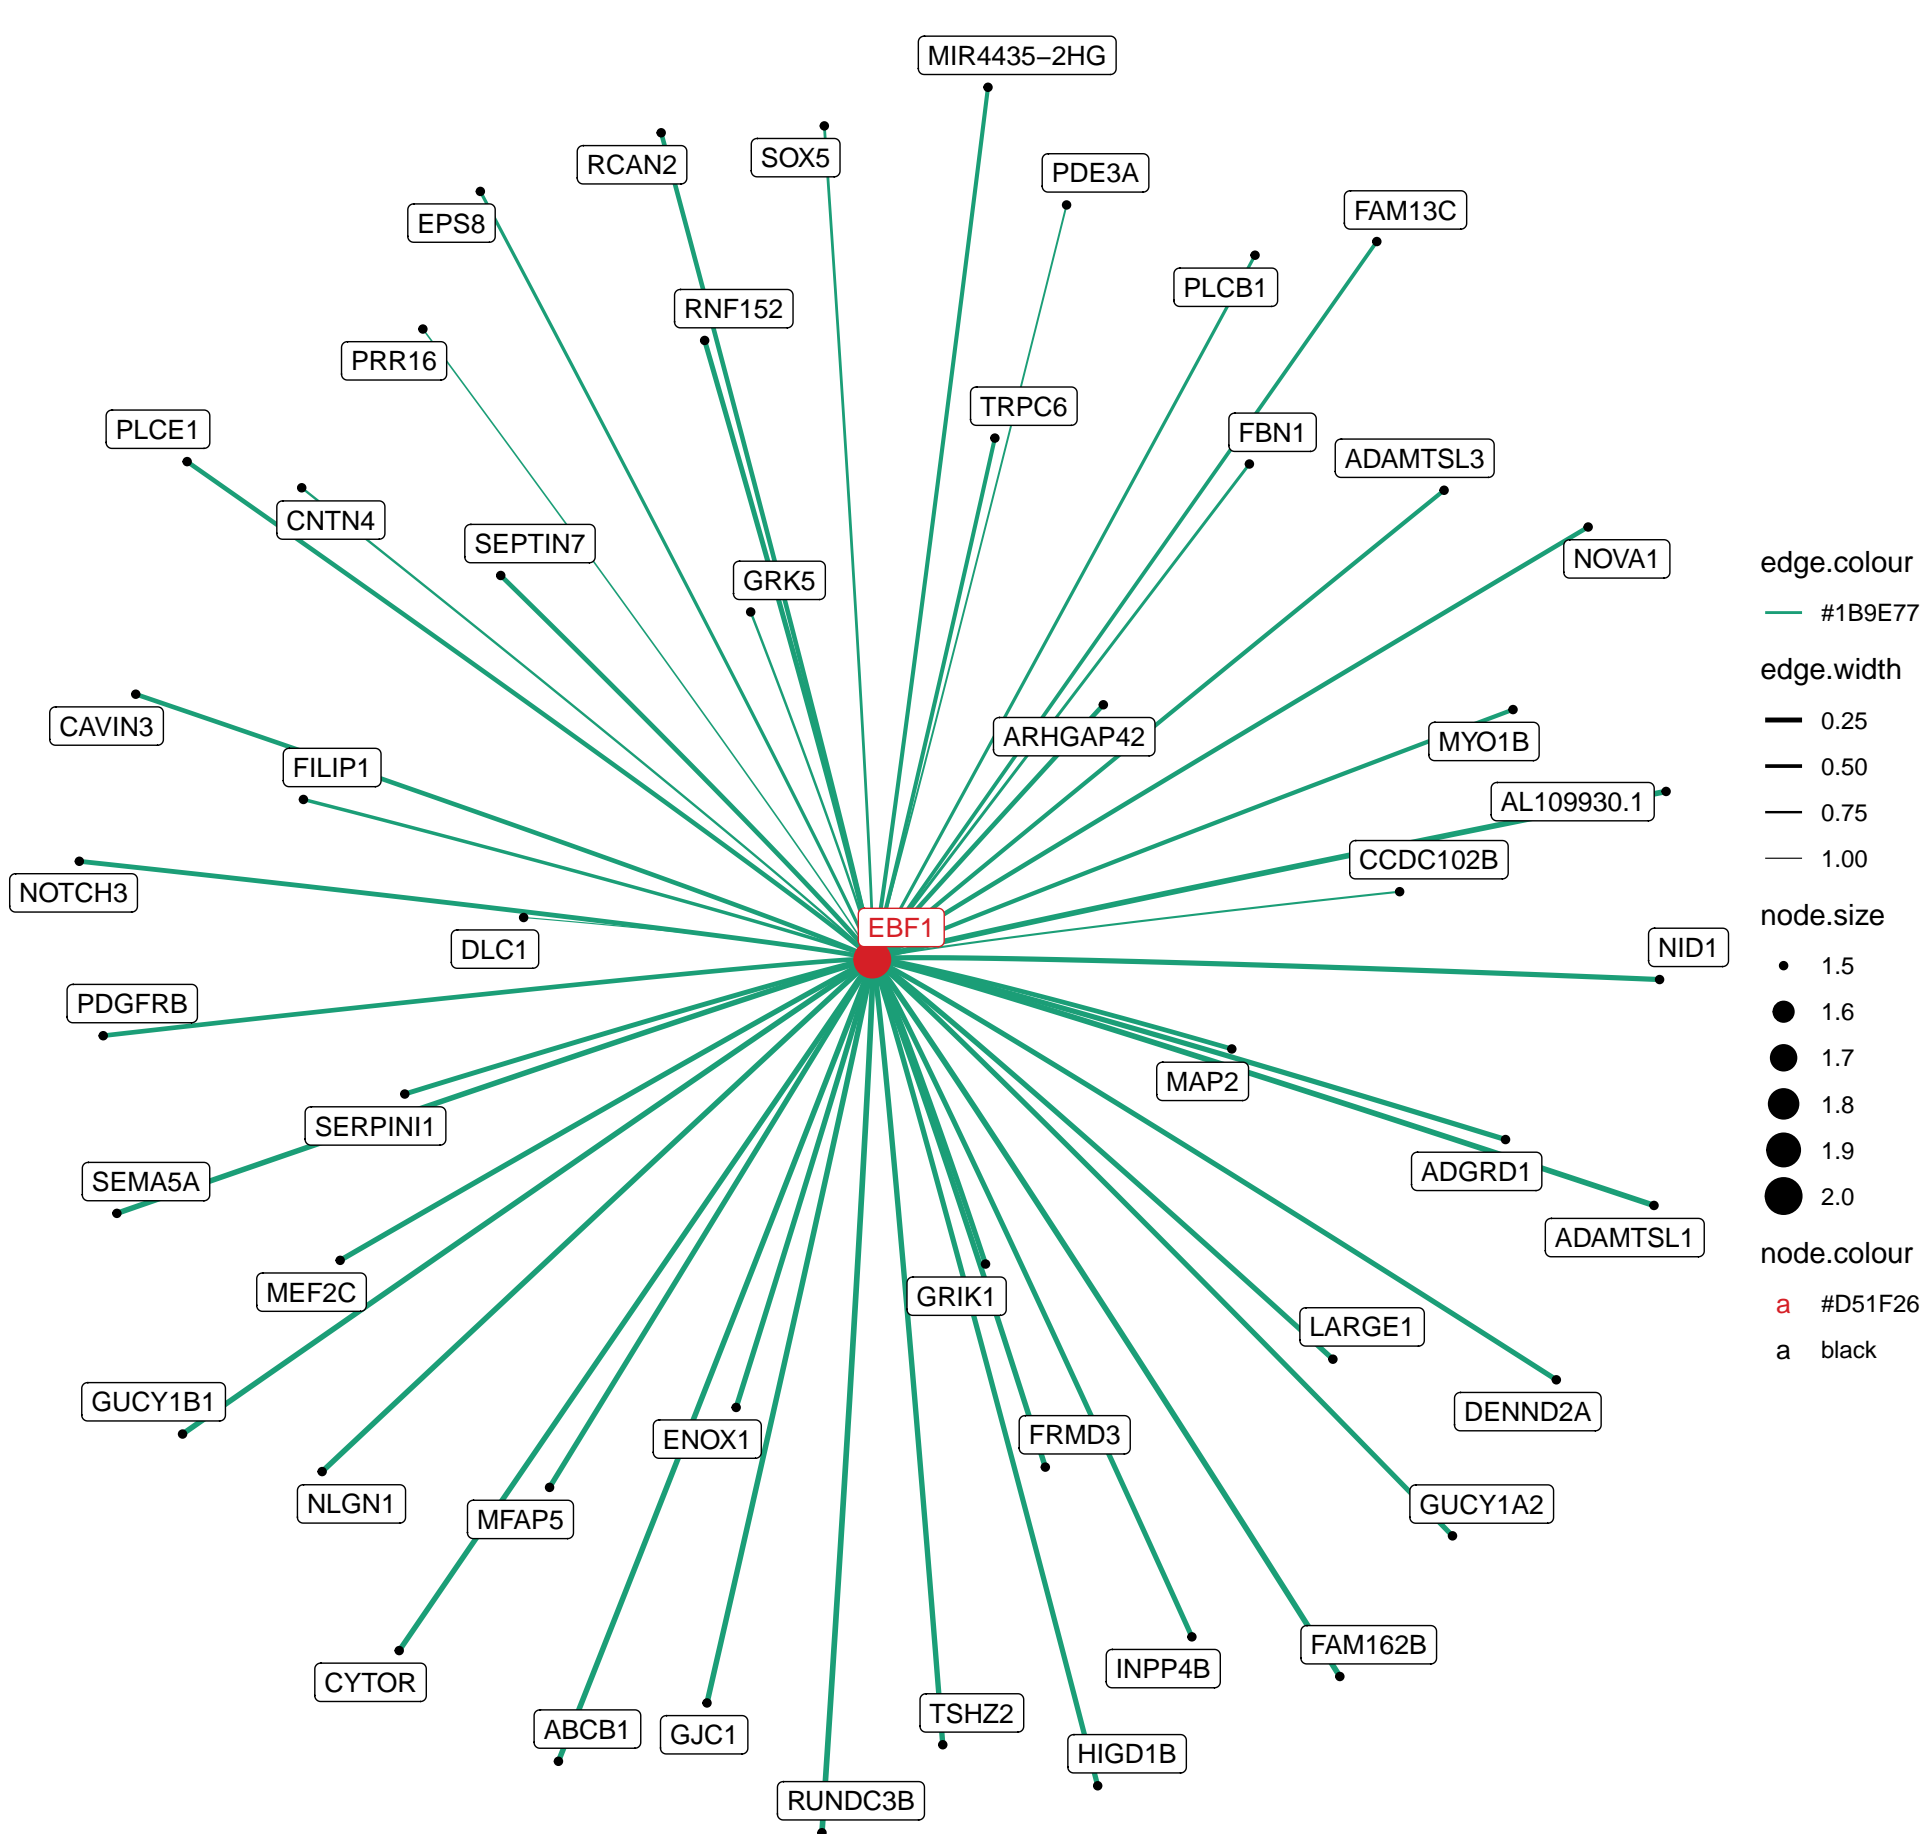 MIR4435−2HG
RCAN2
SOX5
PDE3A
FAM13C
EPS8
PLCB1
RNF152
PRR16
TRPC6
PLCE1
FBN1
ADAMTSL3
CNTN4
SEPTIN7
NOVA1
GRK5
CAVIN3
ARHGAP42
MYO1B
FILIP1
AL109930.1
CCDC102B
NOTCH3
EBF1
DLC1
NID1
PDGFRB
MAP2
SERPINI1
ADGRD1
SEMA5A
ADAMTSL1
MEF2C
GRIK1
LARGE1
GUCY1B1
DENND2A
ENOX1
FRMD3
NLGN1
MFAP5
GUCY1A2
FAM162B
INPP4B
CYTOR
TSHZ2
ABCB1
GJC1
HIGD1B
RUNDC3B
edge.colour
#1B9E77
edge.width
0.25
0.50
0.75
1.00
node.size
1.5
1.6
1.7
1.8
1.9
2.0
node.colour
a #D51F26
a black